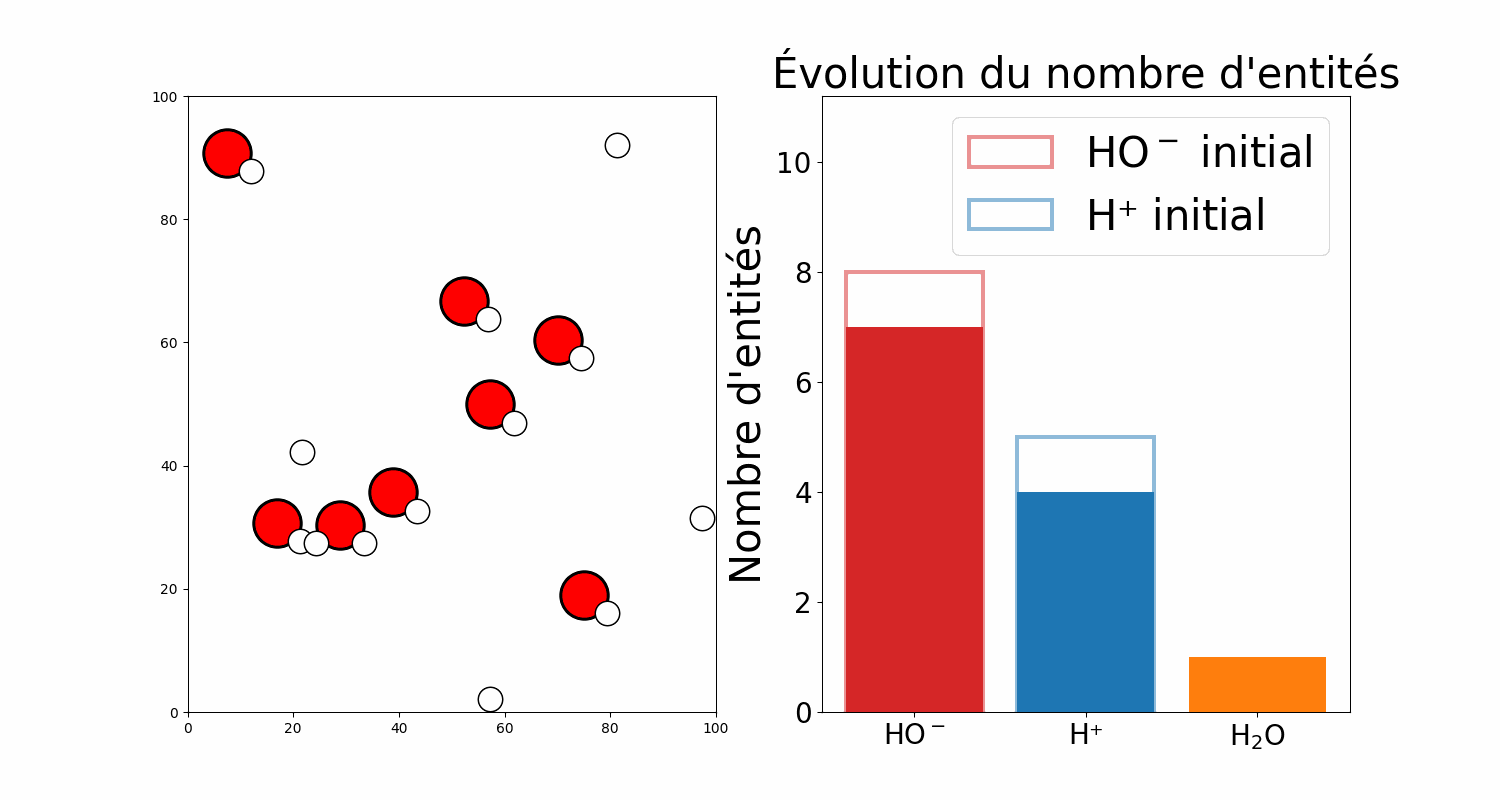 Évolution du nombre d'entités
HO⁻ initial
H⁺ initial
Nombre d'entités
100
80
60
40
20
0
0 20 40 60 80 100
10
8
6
4
2
0
HO⁻ H⁺ H₂O